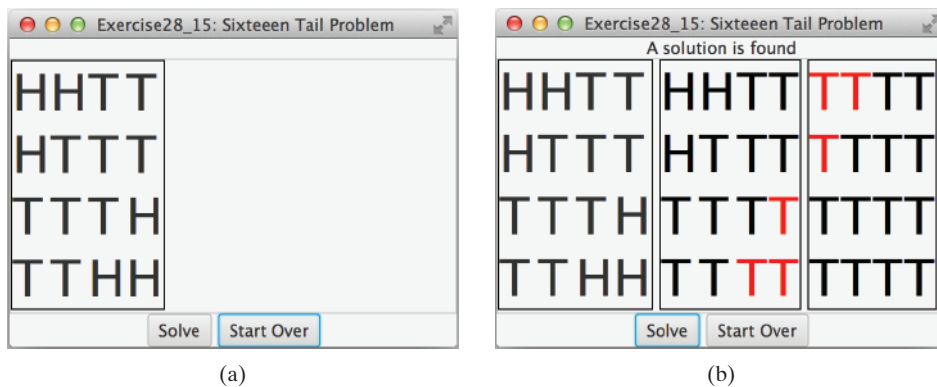 Exercise28_15: Sixteeen Tail Problem
HHTT
HTTT
TTTH
TTHH
Solve Start Over
(a)
Exercise28_15: Sixteeen Tail Problem
A solution is found
HHTT HHTT TTTT
HTTT HTTT TTTT
TTTH TTTT TTTT
TTHH TTTT TTTT
Solve Start Over
(b)